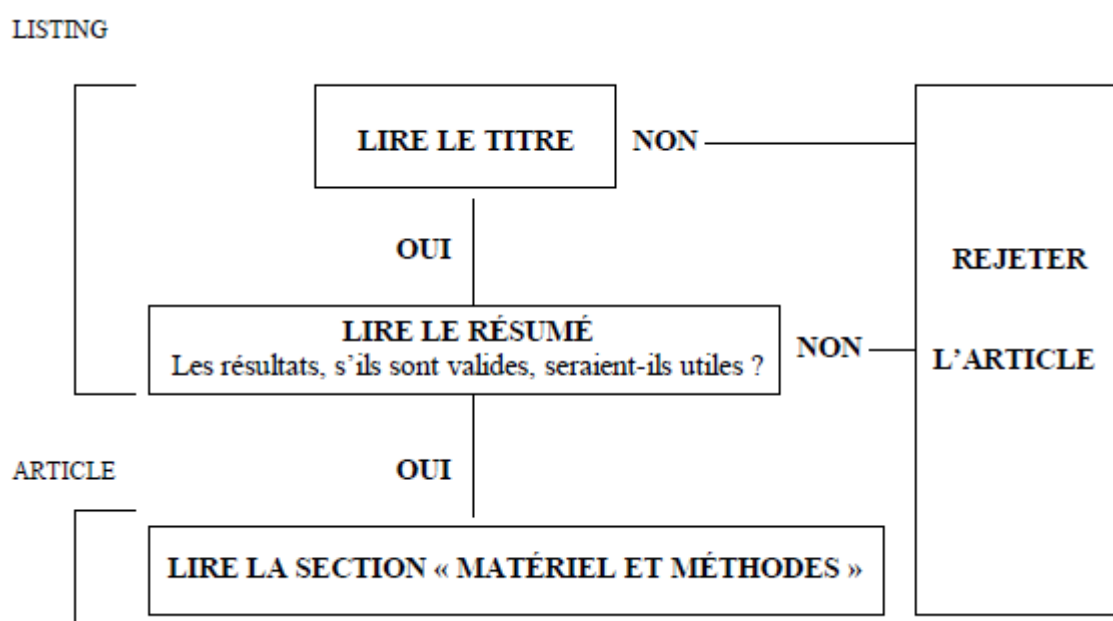 LISTING
LIRE LE TITRE
NON
OUI
REJETER
LIRE LE RÉSUMÉ
Les résultats, s’ils sont valides, seraient-ils utiles ?
NON
L’ARTICLE
ARTICLE
OUI
LIRE LA SECTION « MATÉRIEL ET MÉTHODES »